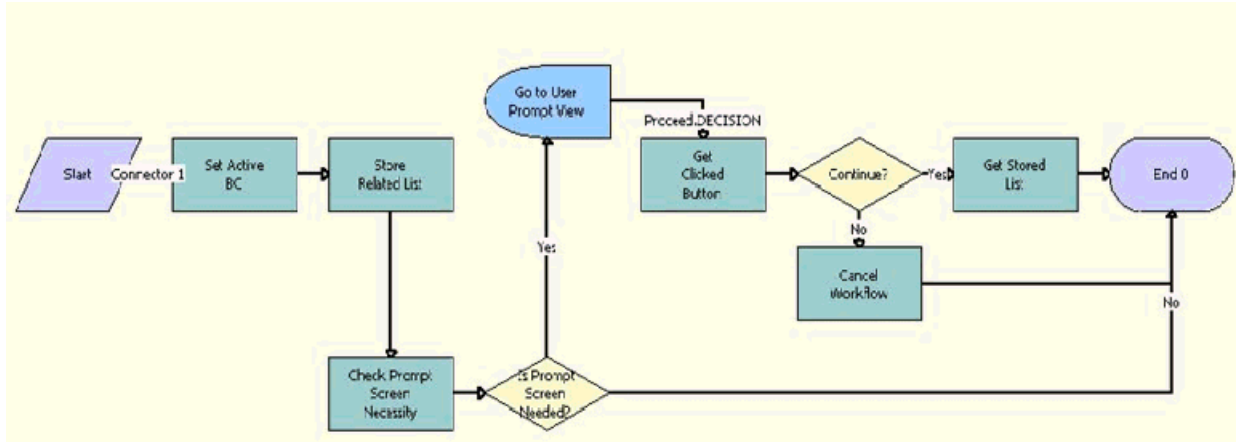 Start
Connector 1
Set Active
BC
Store
Related List
Check Prompt
Screen
Necessity
Is Prompt
Screen
Needed?
Yes
Go to User
Prompt View
Proceed.DECISION
Get
Clicked
Button
Continue?
Yes
Get Stored
List
End 0
No
Cancel
Workflow
No